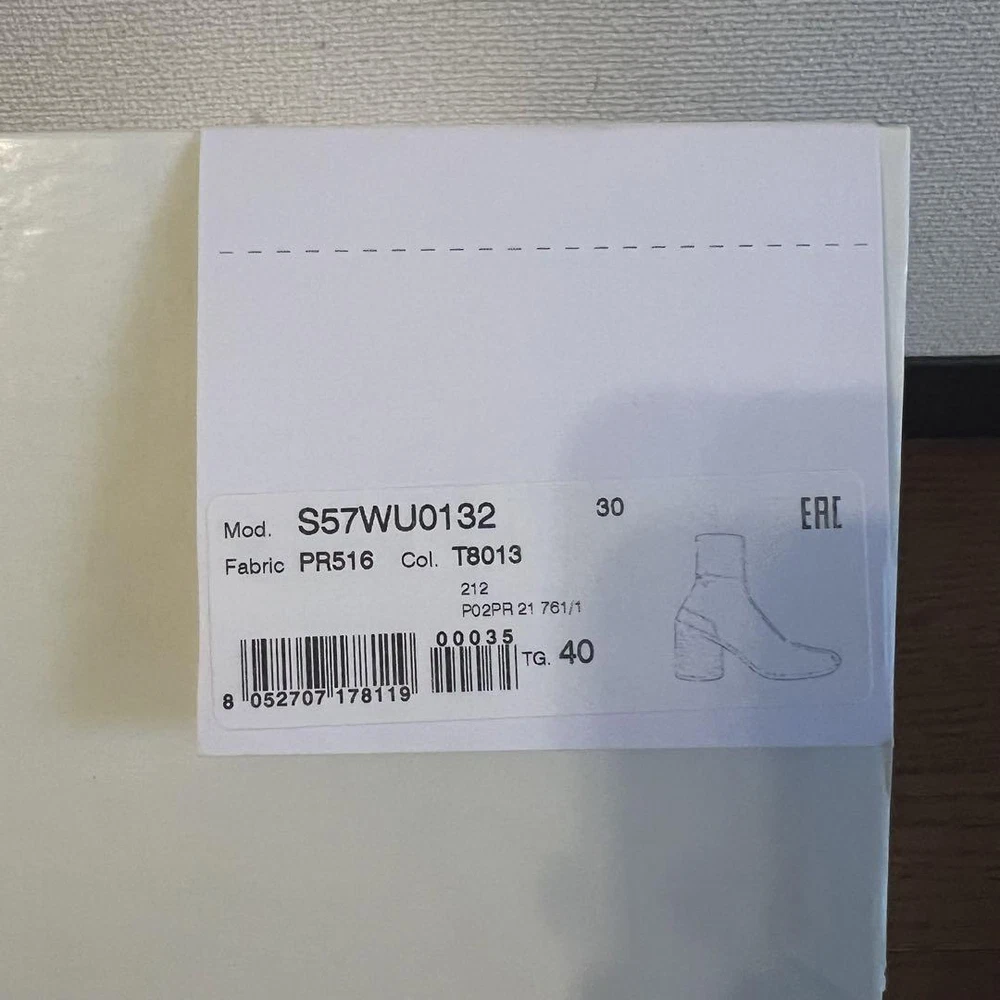 Mod. S57WU0132 30 EAC
Fabric PR516 Col. T8013
212
P02PR 21 761/1
00035
TG. 40
8 052707 178119